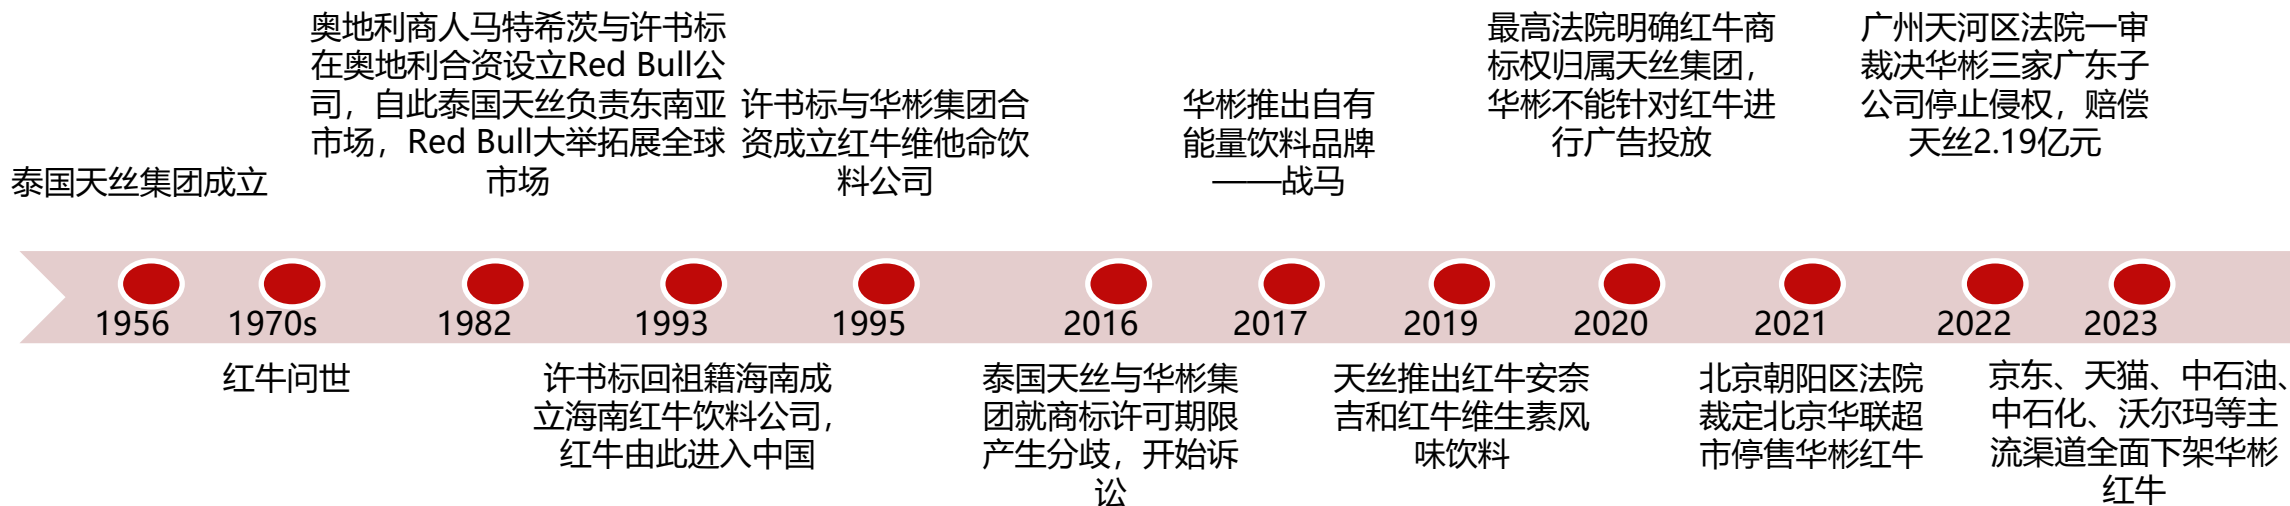 泰国天丝集团成立
奥地利商人马特希茨与许书标
在奥地利合资设立Red Bull公
司，自此泰国天丝负责东南亚
市场，Red Bull大举拓展全球
市场
许书标与华彬集团合
资成立红牛维他命饮
料公司
华彬推出自有
能量饮料品牌
——战马
最高法院明确红牛商
标权归属天丝集团，
华彬不能针对红牛进
行广告投放
广州天河区法院一审
裁决华彬三家广东子
公司停止侵权，赔偿
天丝2.19亿元
1956
1970s
1982
1993
1995
2016
2017
2019
2020
2021
2022
2023
红牛问世
许书标回祖籍海南成
立海南红牛饮料公司，
红牛由此进入中国
泰国天丝与华彬集
团就商标许可期限
产生分歧，开始诉
讼
天丝推出红牛安奈
吉和红牛维生素风
味饮料
北京朝阳区法院
裁定北京华联超
市停售华彬红牛
京东、天猫、中石油、
中石化、沃尔玛等主
流渠道全面下架华彬
红牛